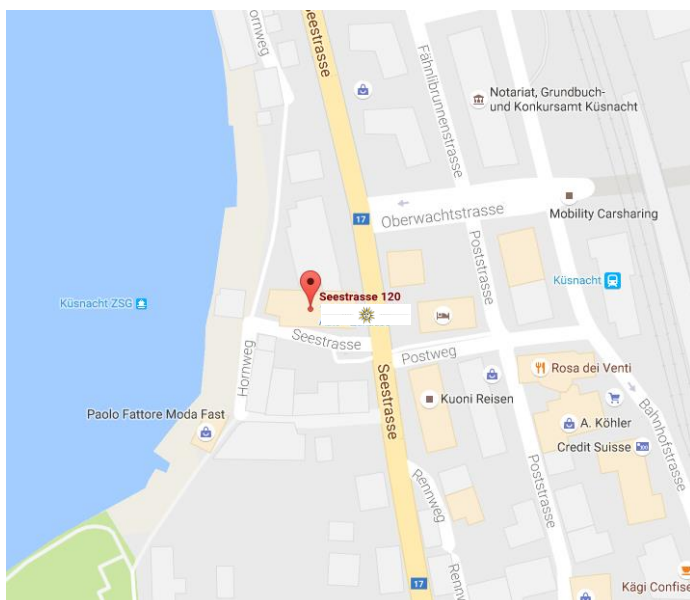 Hornweg
Seestrasse
Fähnlibrunnenstrasse
Notariat, Grundbuch-
und Konkursamt Küsnacht
17
Oberwachtstrasse
Mobility Carsharing
Poststrasse
Küsnacht ZSG
Seestrasse 120
Küsnacht
Seestrasse
Postweg
Hornweg
Seestrasse
Rosa dei Venti
Kuoni Reisen
Paolo Fattore Moda Fast
A. Köhler
Credit Suisse
Bahnhofstrasse
Poststrasse
Rennweg
Rennw
17
Kägi Confise